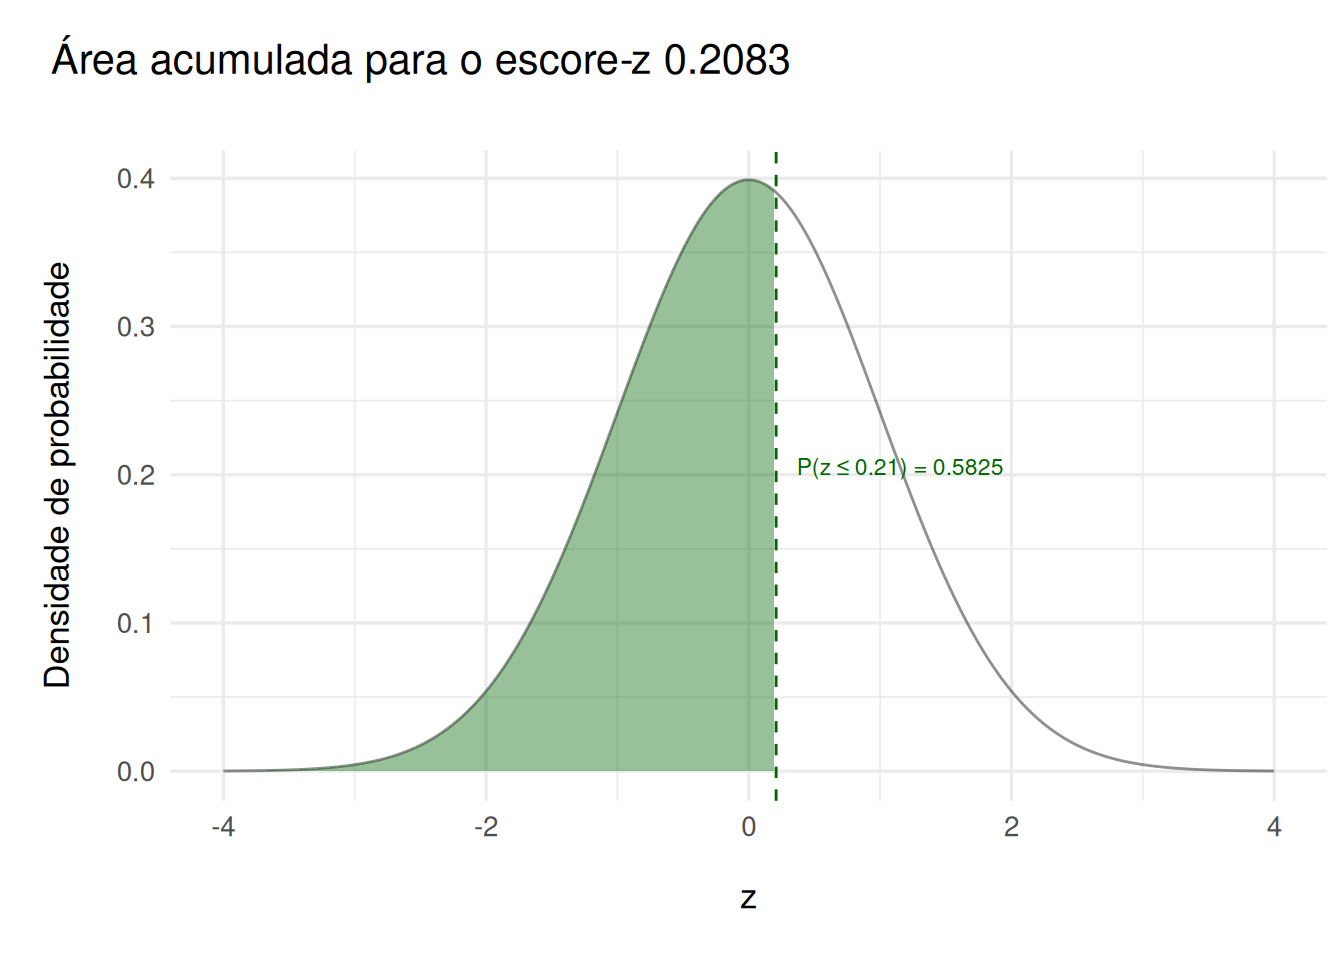 Área acumulada para o escore-z 0.2083
Densidade de probabilidade
0.4
0.3
0.2
0.1
0.0
P(z ≤ 0.21) = 0.5825
-4
-2
0
2
4
z